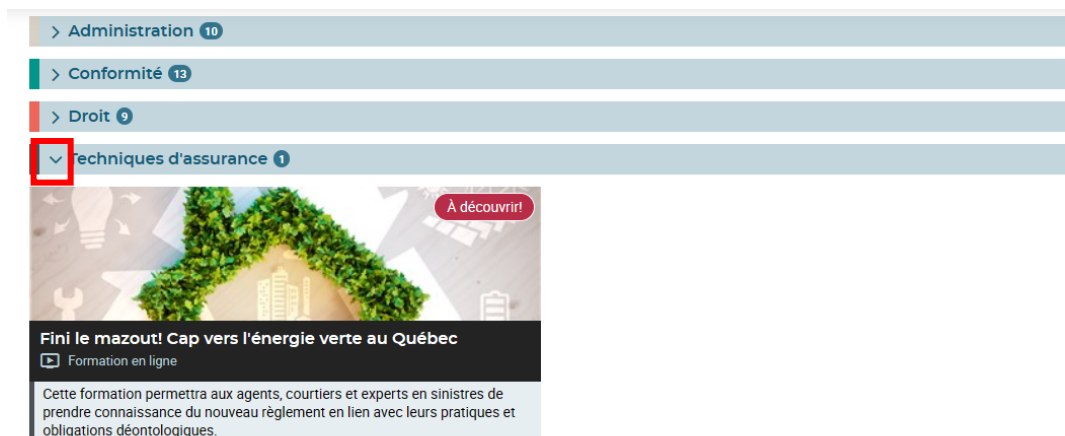 Administration 10
Conformité 13
Droit 9
Techniques d'assurance 1
À découvrir!
Fini le mazout! Cap vers l'énergie verte au Québec
Formation en ligne
Cette formation permettra aux agents, courtiers et experts en sinistres de
prendre connaissance du nouveau règlement en lien avec leurs pratiques et
obligations déontologiques.